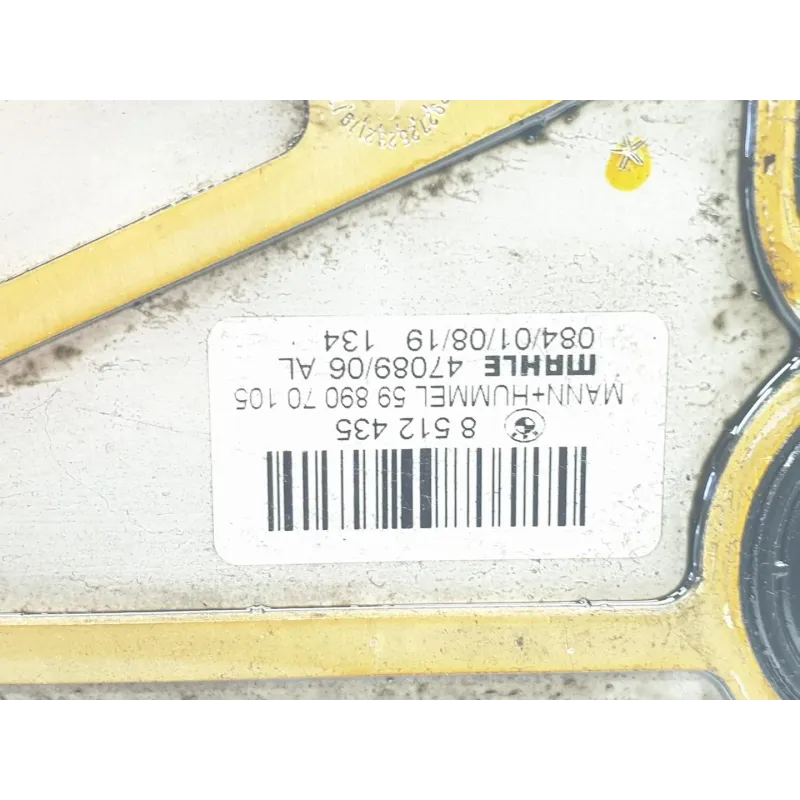 8 512 435
MANN+HUMMEL 59 890 70 105
MAHLE 47089/06 AL
084/01/08/19 134